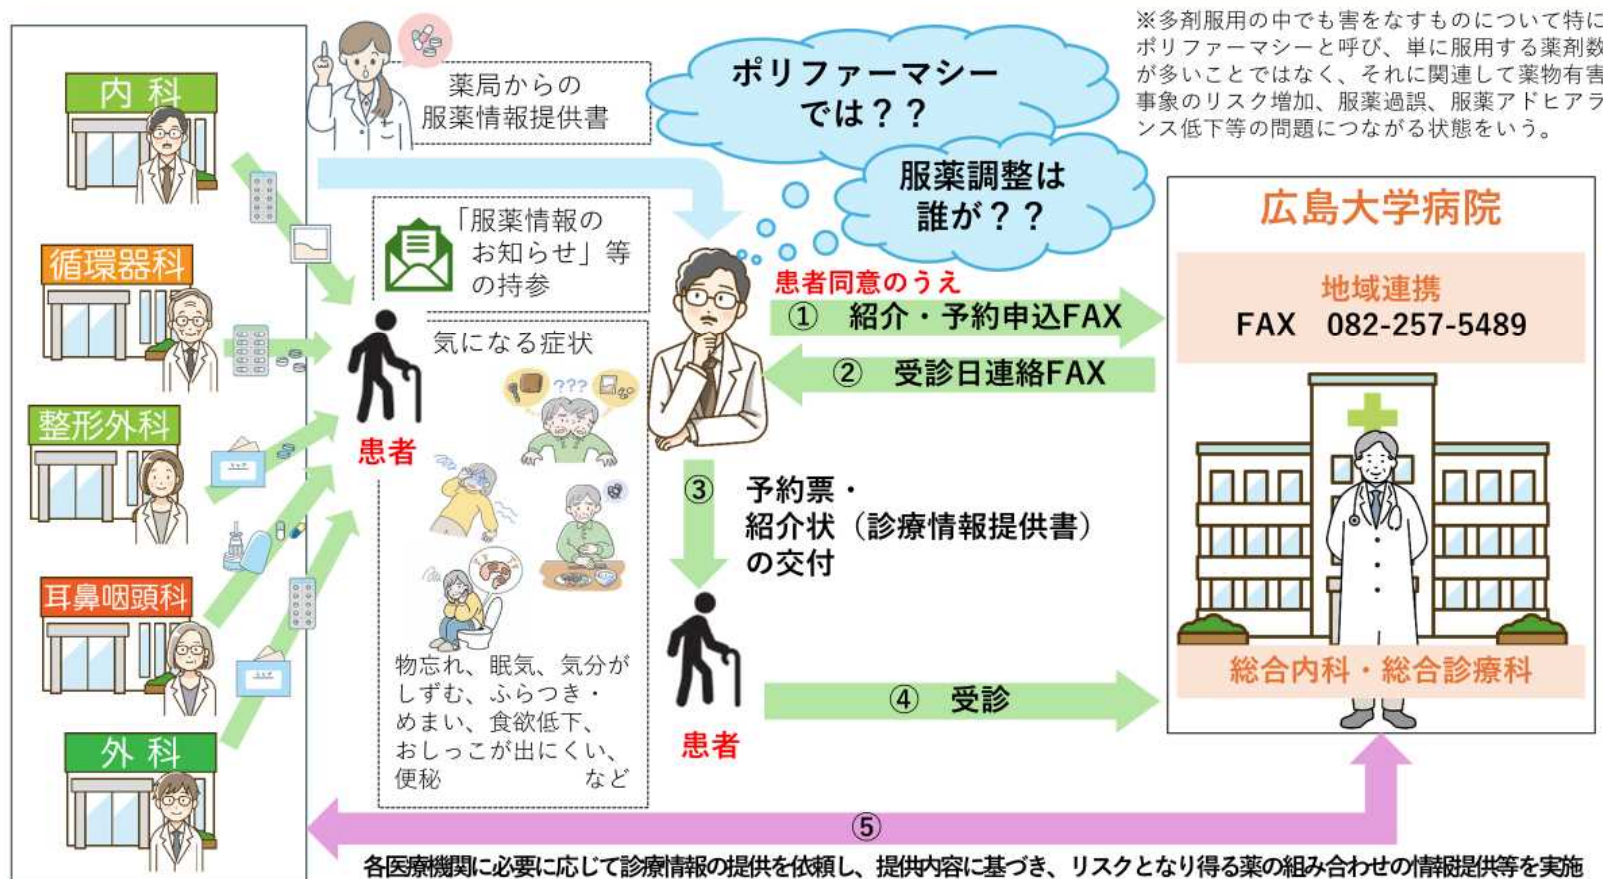 ※多剤服用の中でも害をなすものについて特に
ポリファーマシーと呼び、単に服用する薬剤数
が多いことではなく、それに関連して薬物有害
事象のリスク増加、服薬過誤、服薬アドヒアラ
ンス低下等の問題につながる状態をいう。
内科
循環器科
整形外科
耳鼻咽頭科
外科
薬局からの
服薬情報提供書
「服薬情報の
お知らせ」等
の持参
患者
気になる症状
???
物忘れ、眠気、気分が
しずむ、ふらつき・
めまい、食欲低下、
おしっこが出にくい、
便秘 など
ポリファーマシー
では？？
服薬調整は
誰が？？
患者同意のうえ
① 紹介・予約申込FAX
② 受診日連絡FAX
③ 予約票・
紹介状（診療情報提供書）
の交付
患者
④ 受診
広島大学病院
地域連携
FAX 082-257-5489
総合内科・総合診療科
⑤
各医療機関に必要に応じて診療情報の提供を依頼し、提供内容に基づき、リスクとなり得る薬の組み合わせの情報提供等を実施